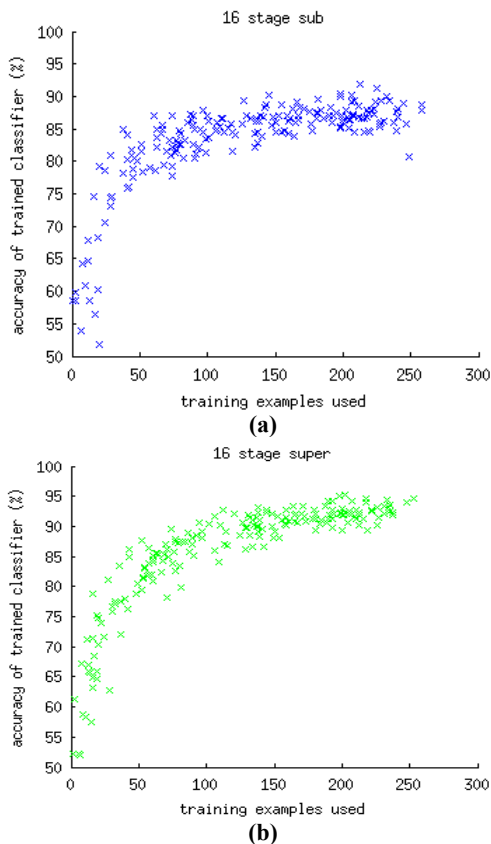 16 stage sub
100
95
90
85
80
75
70
65
60
55
50
accuracy of trained classifier (%)
0 50 100 150 200 250 300
training examples used
(a)
16 stage super
100
95
90
85
80
75
70
65
60
55
50
accuracy of trained classifier (%)
0 50 100 150 200 250 300
training examples used
(b)